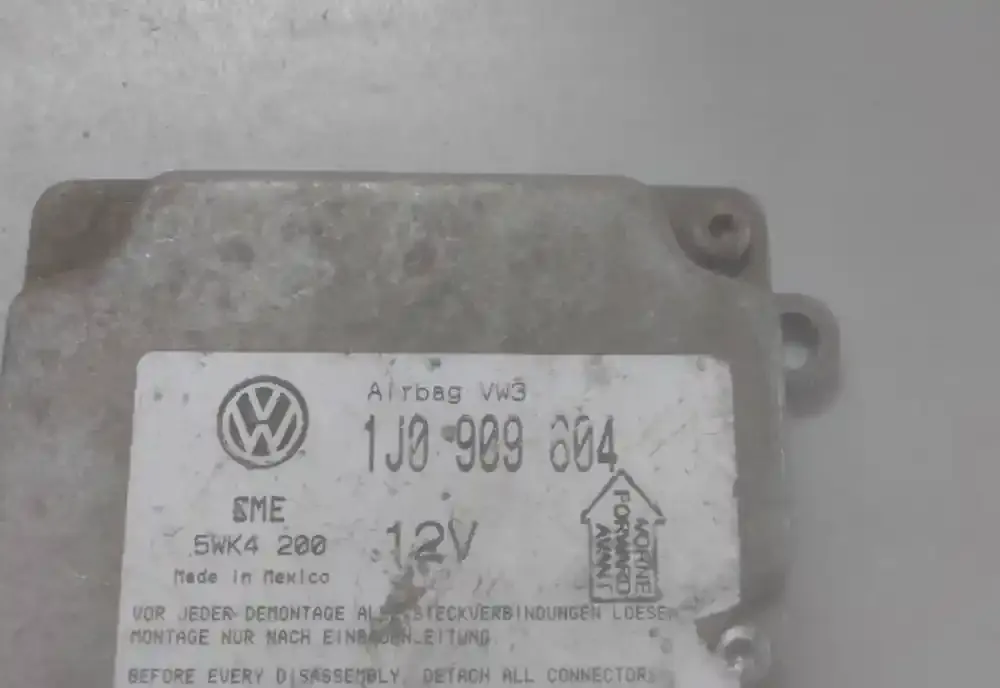 Airbag VW3
1J0 909 604
SME
5WK4 200
12V
Made in Mexico
VORNE
FORWARD
AVANT
VOR JEDER DEMONTAGE STECKVERBINDUNGEN LOESEN
MONTAGE NUR NACH EINBAUANLEITUNG
BEFORE EVERY DISASSEMBLY, DETACH ALL CONNECTORS